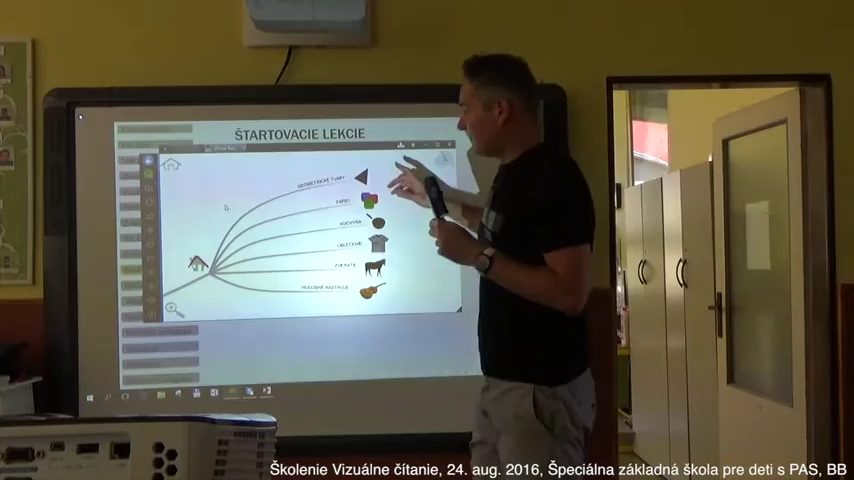 ŠTARTOVACIE LEKCIE
GEOMETRICKÉ TVARY
FARBY
KUCHYŇA
OBLEČENIE
ZVIERATÁ
HUDOBNÉ NÁSTROJE
Školenie Vizuálne čítanie, 24. aug. 2016, Špeciálna základná škola pre deti s PAS, BB